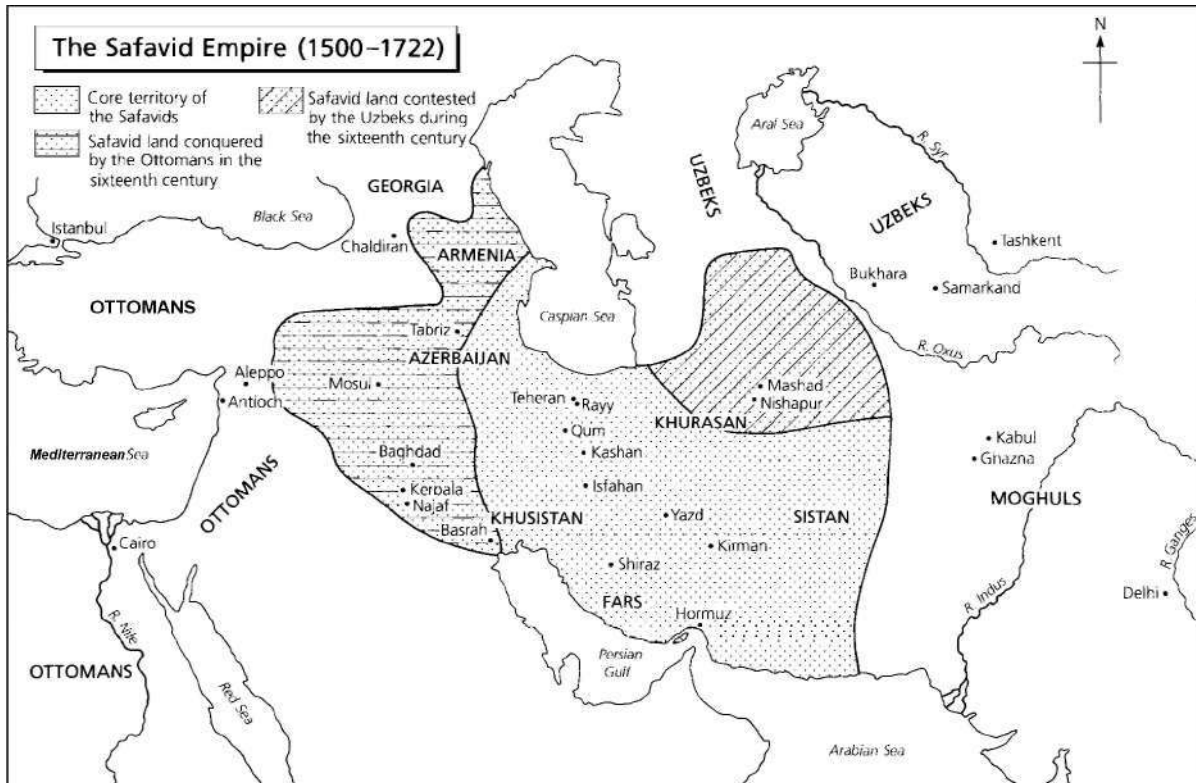 The Safavid Empire (1500–1722)
N
Core territory of
the Safavids
Safavid land contested
by the Uzbeks during
the sixteenth century
Safavid land conquered
by the Ottomans in the
sixteenth century
Aral Sea
R. Syr
UZBEKS
UZBEKS
GEORGIA
Black Sea
Istanbul
Chaldiran
ARMENIA
Tashkent
Bukhara
Samarkand
OTTOMANS
Caspian Sea
Tabriz
AZERBAIJAN
R. Oxus
Aleppo
Mosul
Antioch
Teheran
Rayy
Mashad
Nishapur
KHURASAN
Qum
Kabul
Kashan
Ghazna
Mediterranean Sea
Baghdad
Isfahan
Kerbala
Najaf
OTTOMANS
MOGHULS
KHUSISTAN
Yazd
SISTAN
Basrah
Cairo
Kirman
Shiraz
R. Ganges
R. Indus
Delhi
FARS
Hormuz
R. Nile
Persian
Gulf
OTTOMANS
Red Sea
Arabian Sea